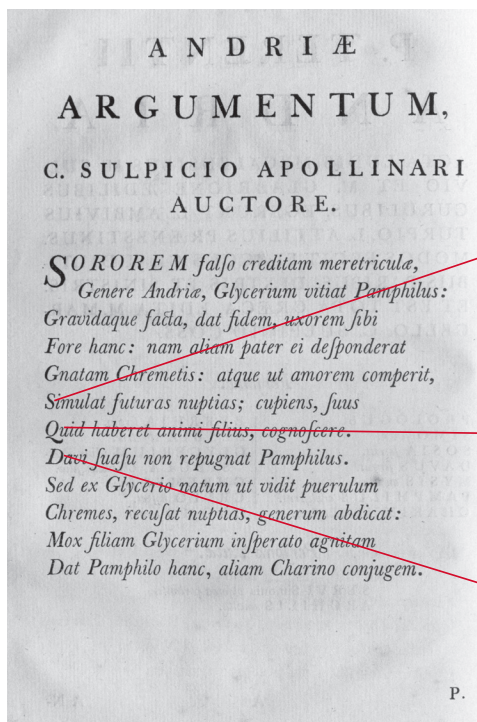 ANDRIÆ
ARGUMENTUM,
C. SULPICIO APOLLINARI
AUCTORE.
SOROREM falſo creditam meretriculæ,
Genere Andriæ, Glycerium vitiat Pamphilus:
Gravidaque facta, dat fidem, uxorem ſibi
Fore hanc: nam aliam pater ei deſponderat
Gnatam Chremetis: atque ut amorem comperit,
Simulat futuras nuptias; cupiens, ſuus
Quid haberet animi filius, cognoſcere.
Davi ſuaſu non repugnat Pamphilus.
Sed ex Glycerio natum ut vidit puerulum
Chremes, recuſat nuptias, generum abdicat:
Mox filiam Glycerium inſperato agnitam
Dat Pamphilo hanc, aliam Charino conjugem.
P.